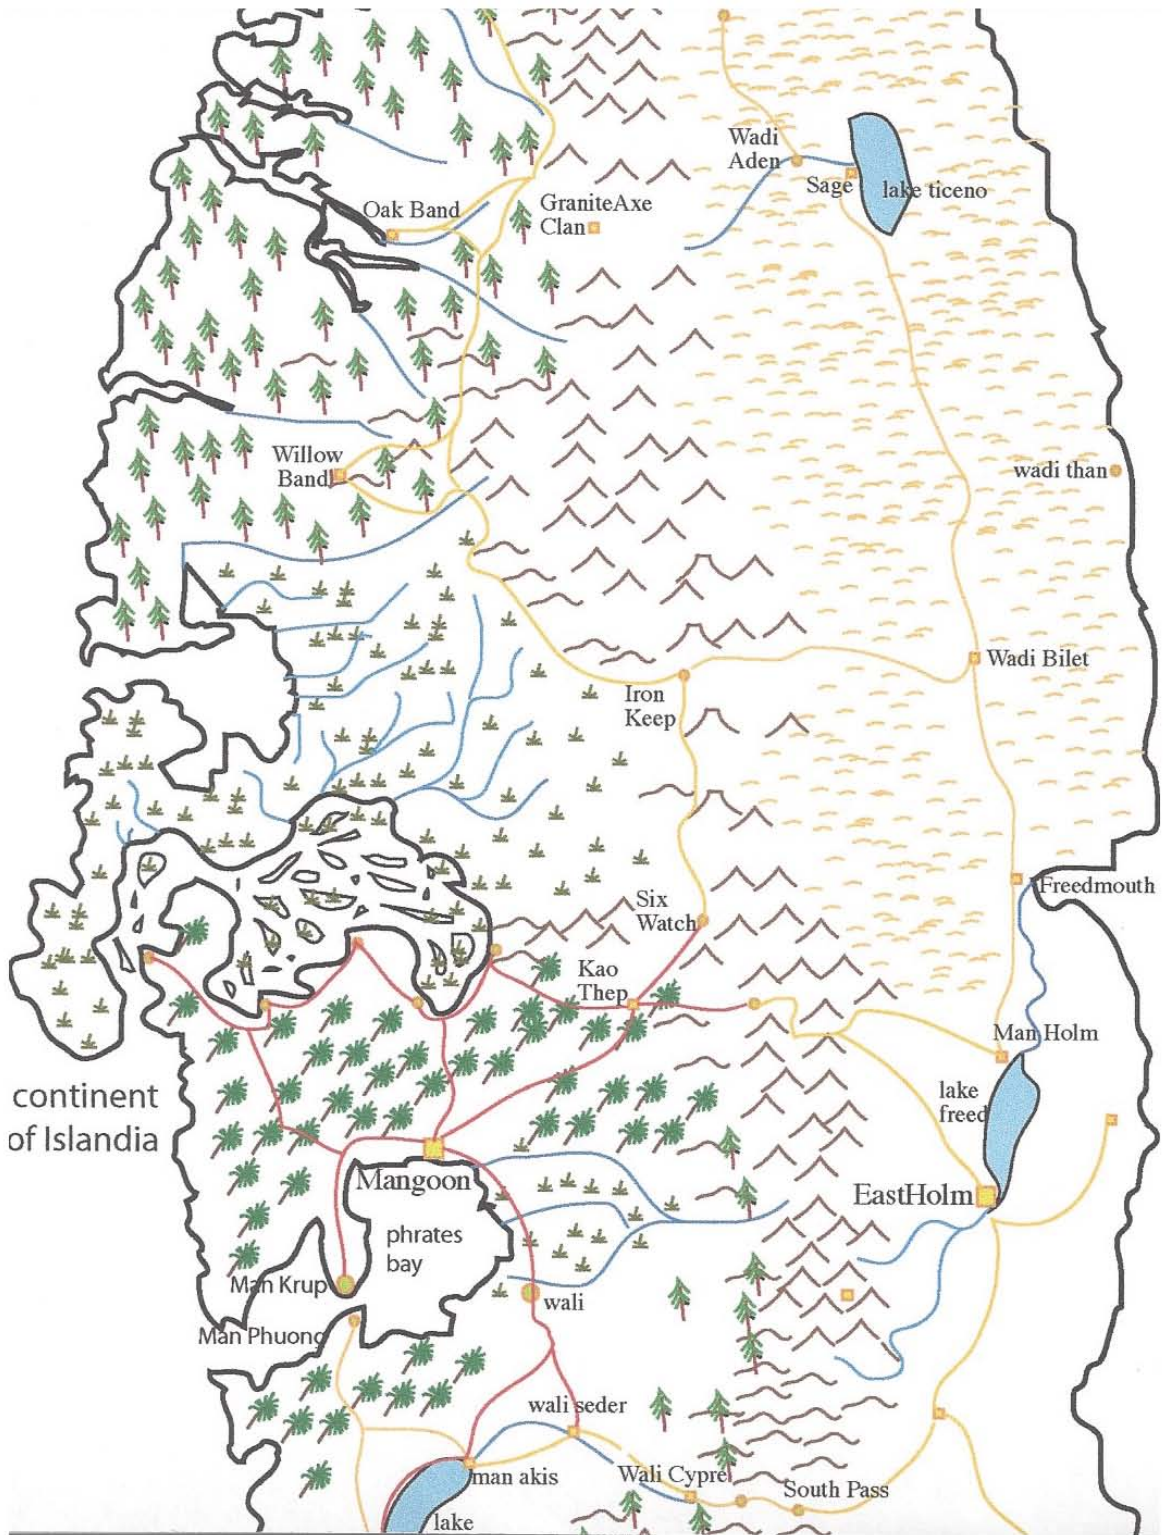 Wadi
Aden
Sage
lake ticeno
Oak Band
GraniteAxe
Clan
Willow
Band
wadi than
Wadi Bilet
Iron
Keep
Freedmouth
Six
Watch
Kao
Thep
Man Holm
continent
of Islandia
lake
freed
Mangoon
EastHolm
phrates
bay
Man Krup
wali
Man Phuong
wali seder
man akis
Wali Cypre
South Pass
lake